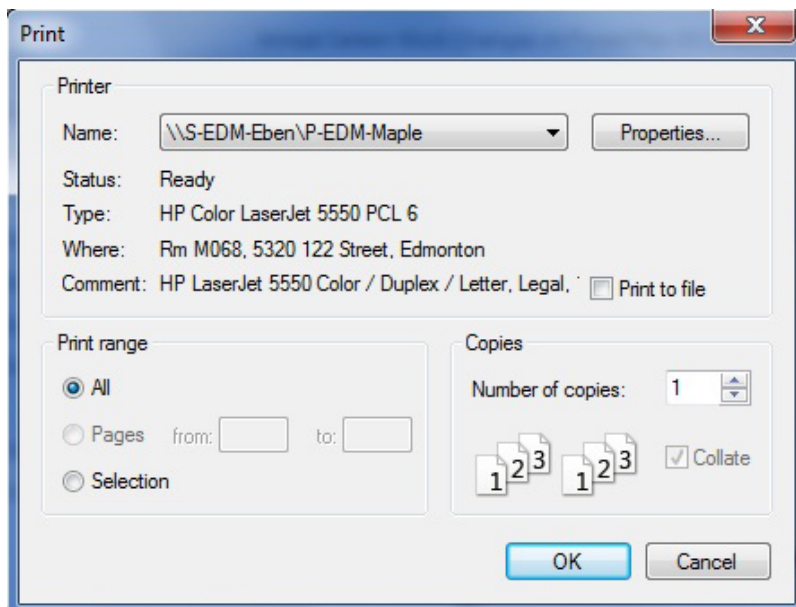 Print
Printer
Name: \\S-EDM-Eben\P-EDM-Maple Properties...
Status: Ready
Type: HP Color LaserJet 5550 PCL 6
Where: Rm M068, 5320 122 Street, Edmonton
Comment: HP LaserJet 5550 Color / Duplex / Letter, Legal, Print to file
Print range
All
Pages from: to:
Selection
Copies
Number of copies: 1
1 2 3 1 2 3 Collate
OK Cancel